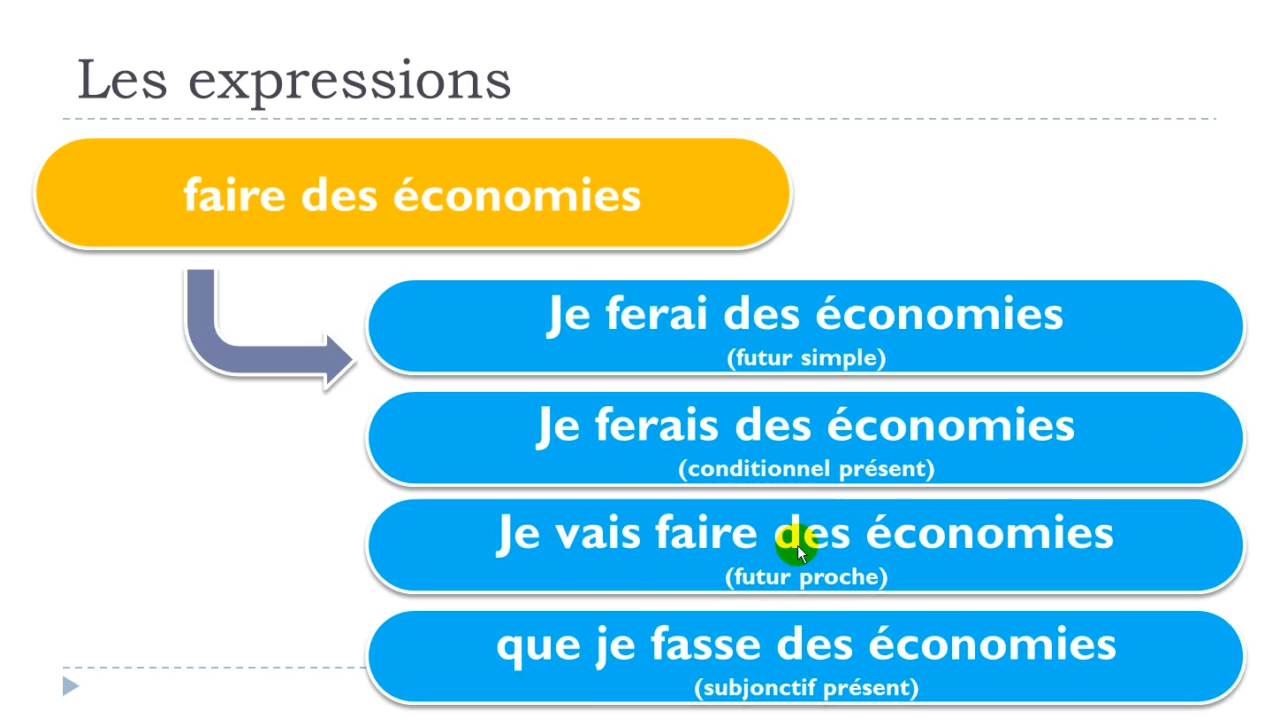 Les expressions
faire des économies
Je ferai des économies
(futur simple)
Je ferais des économies
(conditionnel présent)
Je vais faire des économies
(futur proche)
que je fasse des économies
(subjonctif présent)